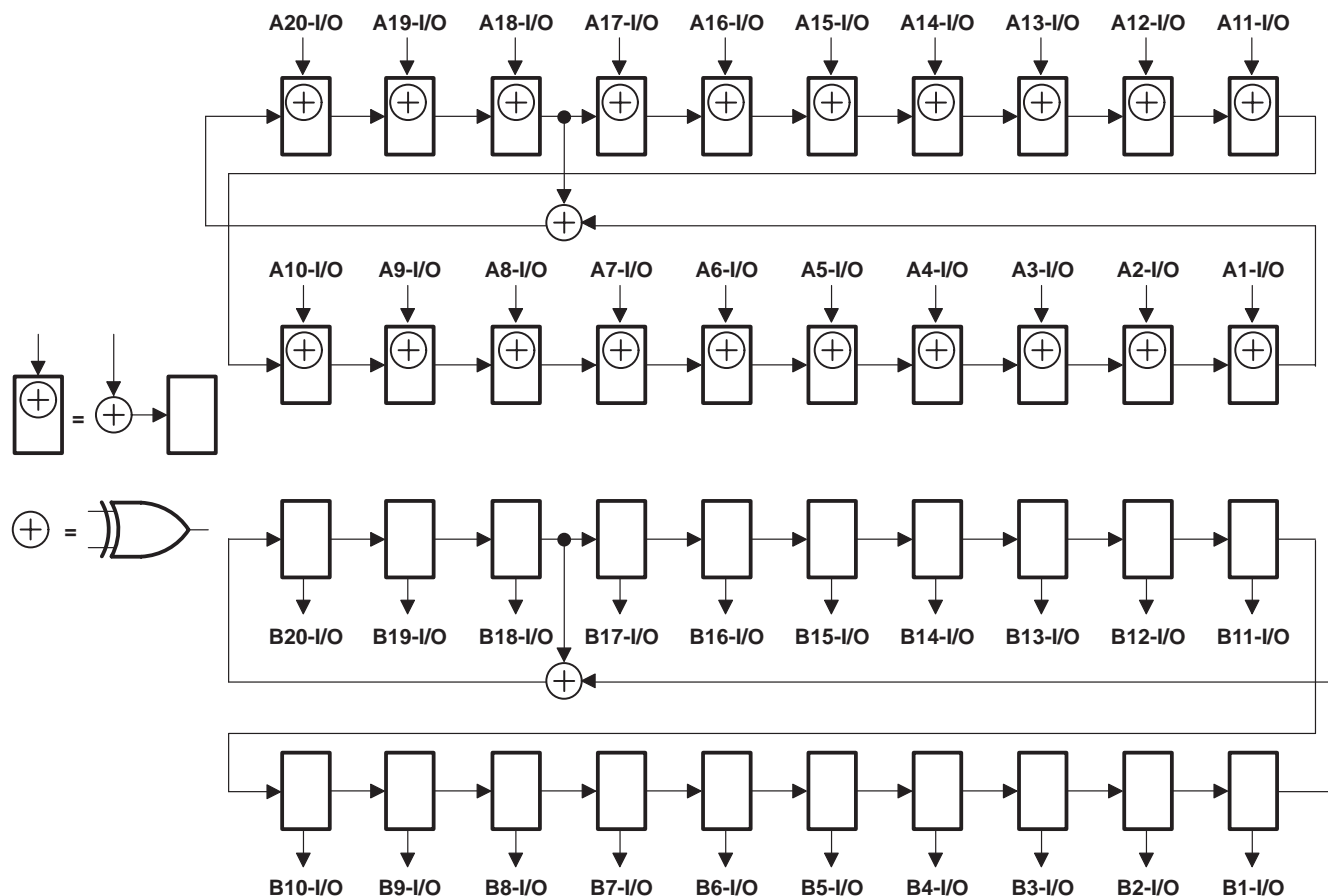 A20-I/O A19-I/O A18-I/O A17-I/O A16-I/O A15-I/O A14-I/O A13-I/O A12-I/O A11-I/O
A10-I/O A9-I/O A8-I/O A7-I/O A6-I/O A5-I/O A4-I/O A3-I/O A2-I/O A1-I/O
=
=
B20-I/O B19-I/O B18-I/O B17-I/O B16-I/O B15-I/O B14-I/O B13-I/O B12-I/O B11-I/O
B10-I/O B9-I/O B8-I/O B7-I/O B6-I/O B5-I/O B4-I/O B3-I/O B2-I/O B1-I/O